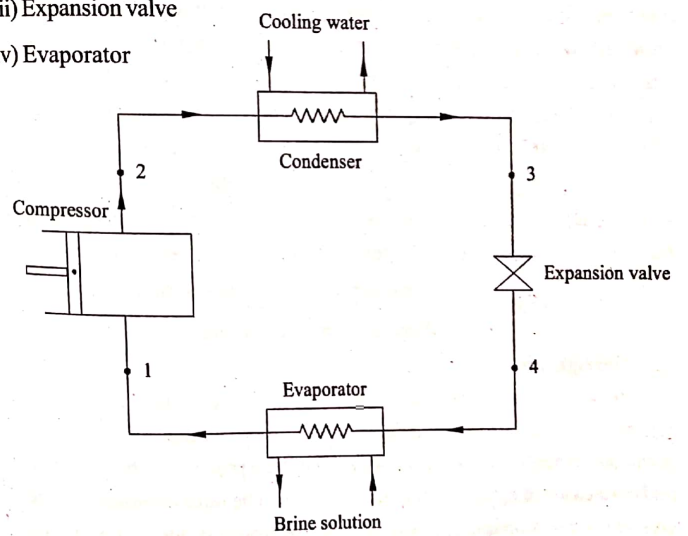 ii) Expansion valve
v) Evaporator
Cooling water
Condenser
2
3
Compressor
Expansion valve
1
4
Evaporator
Brine solution